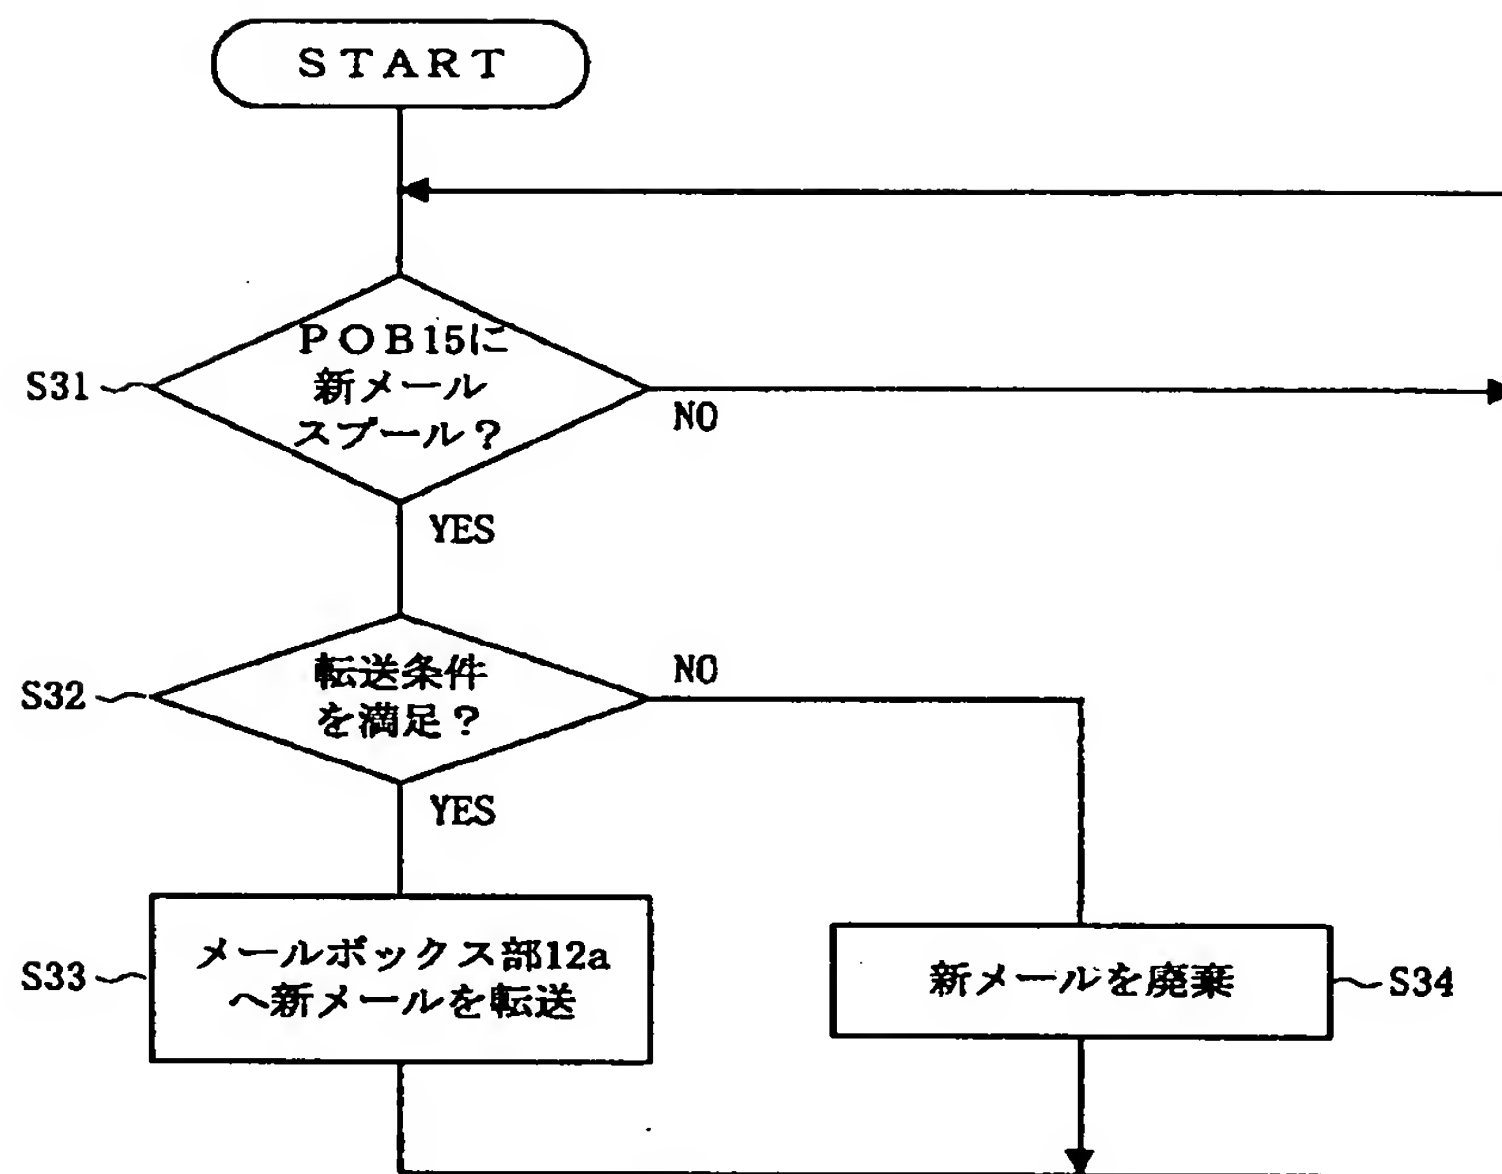 START
POB15に
新メール
スプール？
S31
NO
YES
転送条件
を満足？
S32
NO
YES
メールボックス部12a
へ新メールを転送
S33
新メールを廃棄
S34